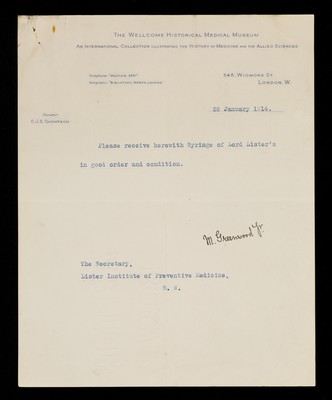 The Wellcome Historical Medical Museum
An International Collection illustrating the History of Medicine and the Allied Sciences
54A, Wigmore St.
London, W.
26 January 1914.
Please receive herewith Syringe of Lord Lister's
in good order and condition.
M. Greenwood Jr.
The Secretary,
Lister Institute of Preventive Medicine,
S. W.